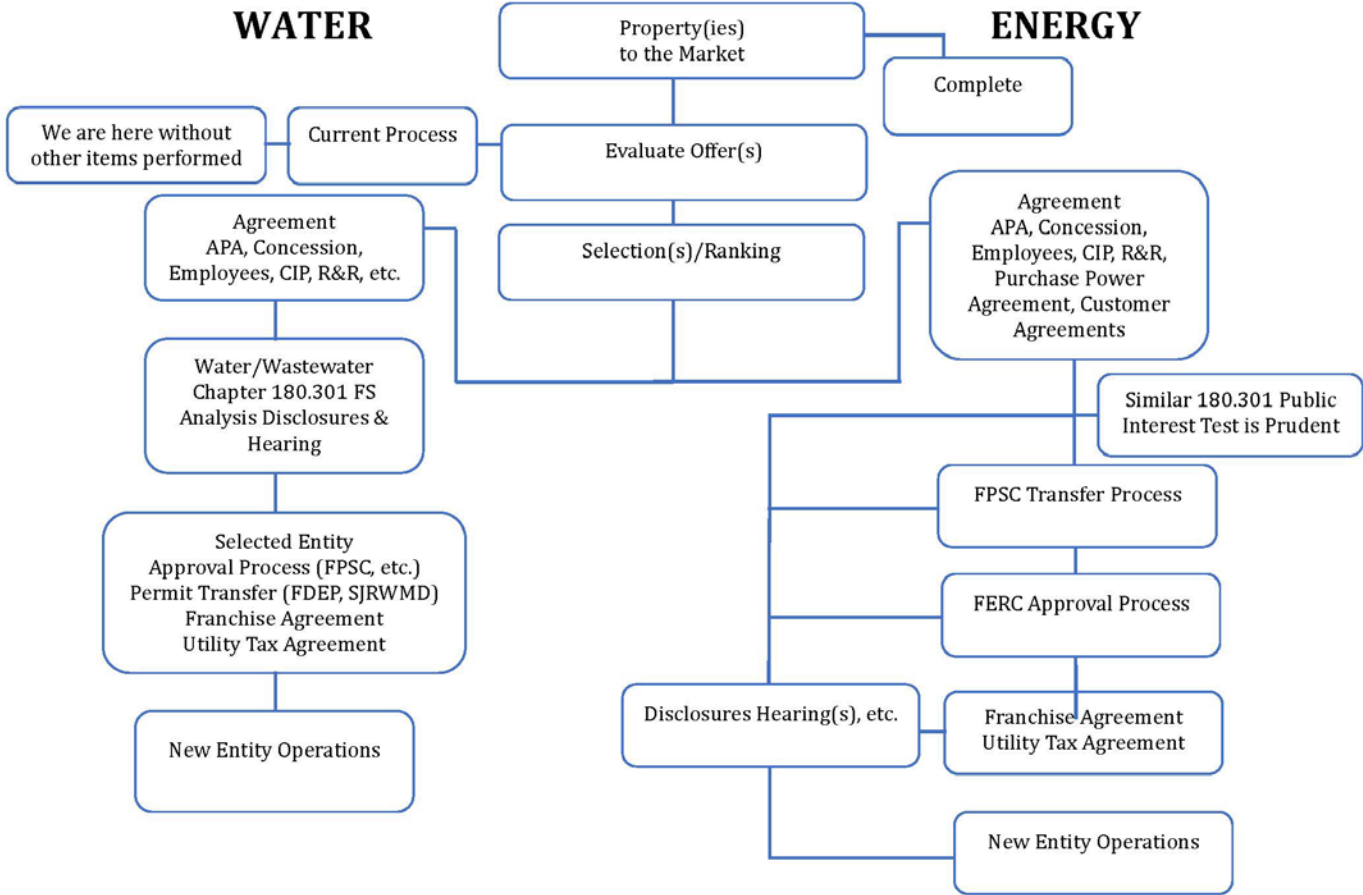 WATER
ENERGY
Property(ies)
to the Market
Complete
We are here without
other items performed
Current Process
Evaluate Offer(s)
Agreement
APA, Concession,
Employees, CIP, R&R, etc.
Selection(s)/Ranking
Agreement
APA, Concession,
Employees, CIP, R&R,
Purchase Power
Agreement, Customer
Agreements
Water/Wastewater
Chapter 180.301 FS
Analysis Disclosures &
Hearing
Similar 180.301 Public
Interest Test is Prudent
FPSC Transfer Process
Selected Entity
Approval Process (FPSC, etc.)
Permit Transfer (FDEP, SJRWMD)
Franchise Agreement
Utility Tax Agreement
FERC Approval Process
Disclosures Hearing(s), etc.
Franchise Agreement
Utility Tax Agreement
New Entity Operations
New Entity Operations